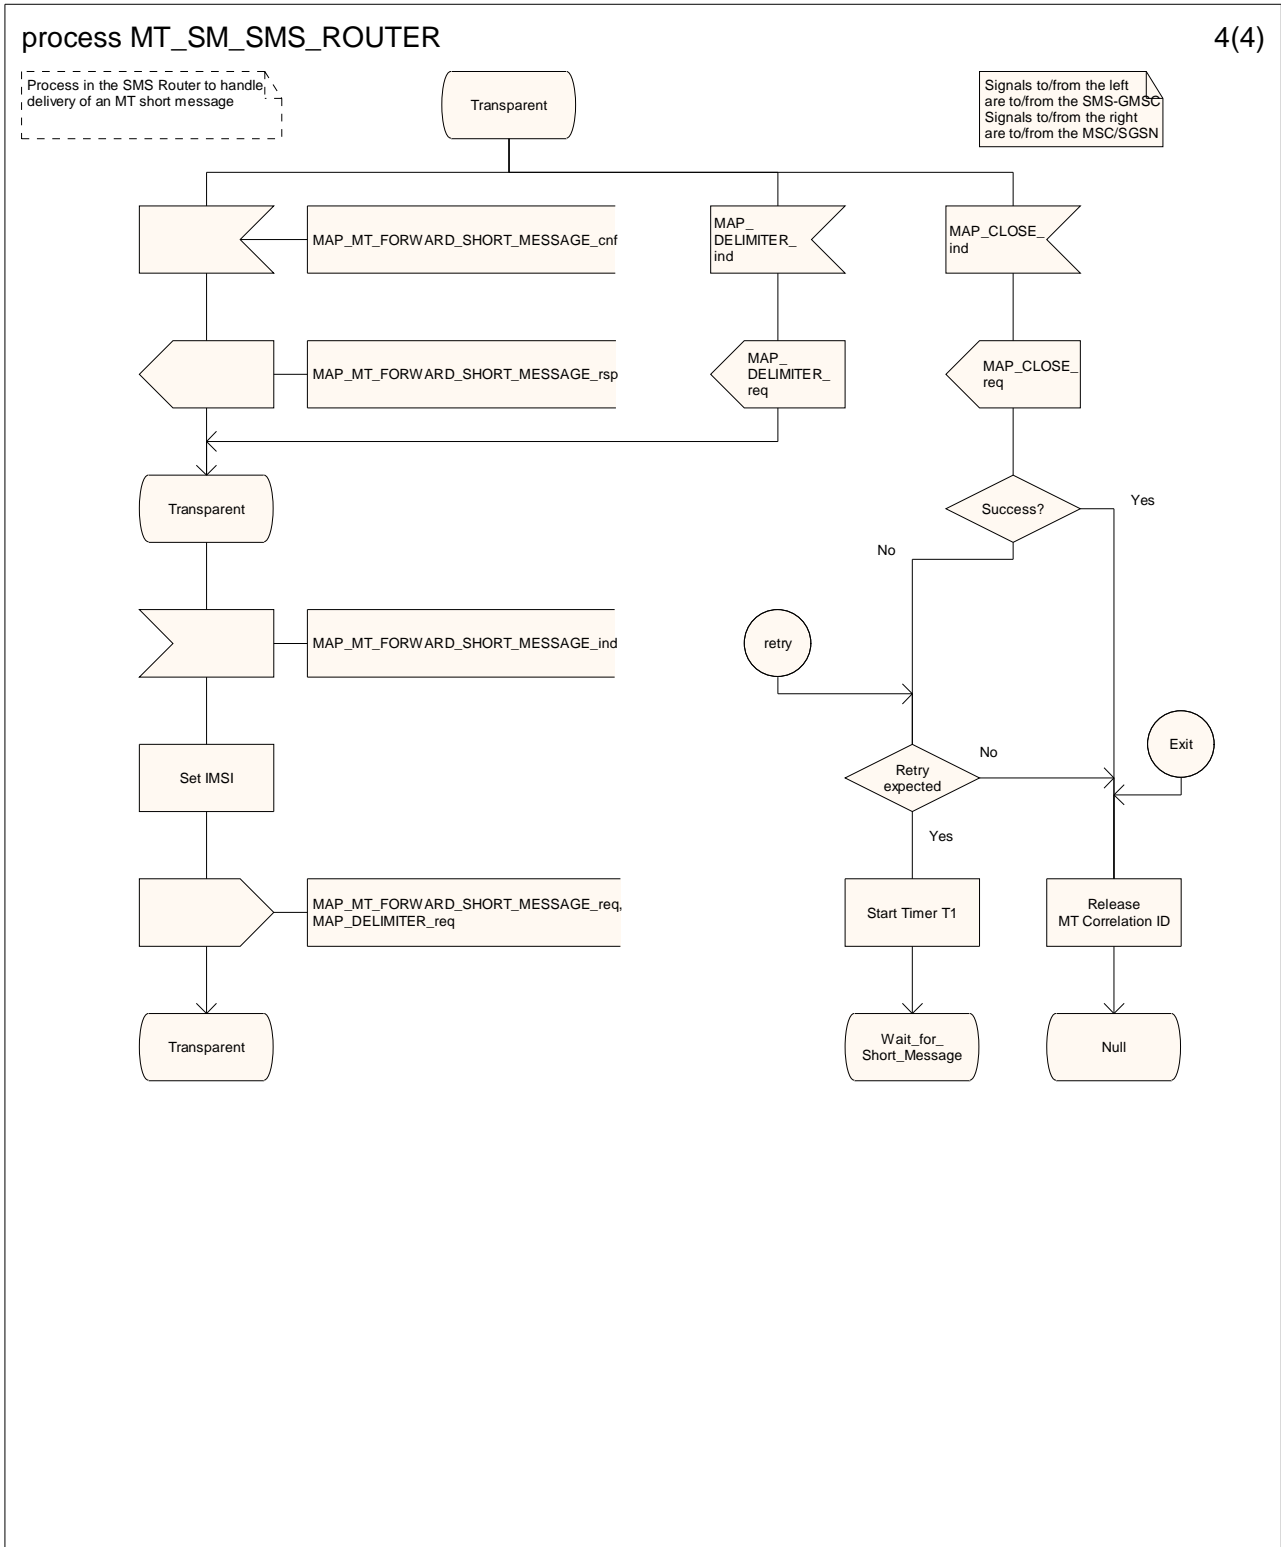 process MT_SM_SMS_ROUTER
4(4)
Process in the SMS Router to handle
delivery of an MT short message
Transparent
Signals to/from the left
are to/from the SMS-GMSC
Signals to/from the right
are to/from the MSC/SGSN
MAP_MT_FORWARD_SHORT_MESSAGE_cnf
MAP_
DELIMITER_
ind
MAP_CLOSE_
ind
MAP_MT_FORWARD_SHORT_MESSAGE_rsp
MAP_
DELIMITER_
req
MAP_CLOSE_
req
Transparent
Success?
Yes
No
MAP_MT_FORWARD_SHORT_MESSAGE_ind
retry
Set IMSI
Retry
expected
No
Exit
Yes
MAP_MT_FORWARD_SHORT_MESSAGE_req,
MAP_DELIMITER_req
Start Timer T1
Release
MT Correlation ID
Transparent
Wait_for_
Short_Message
Null